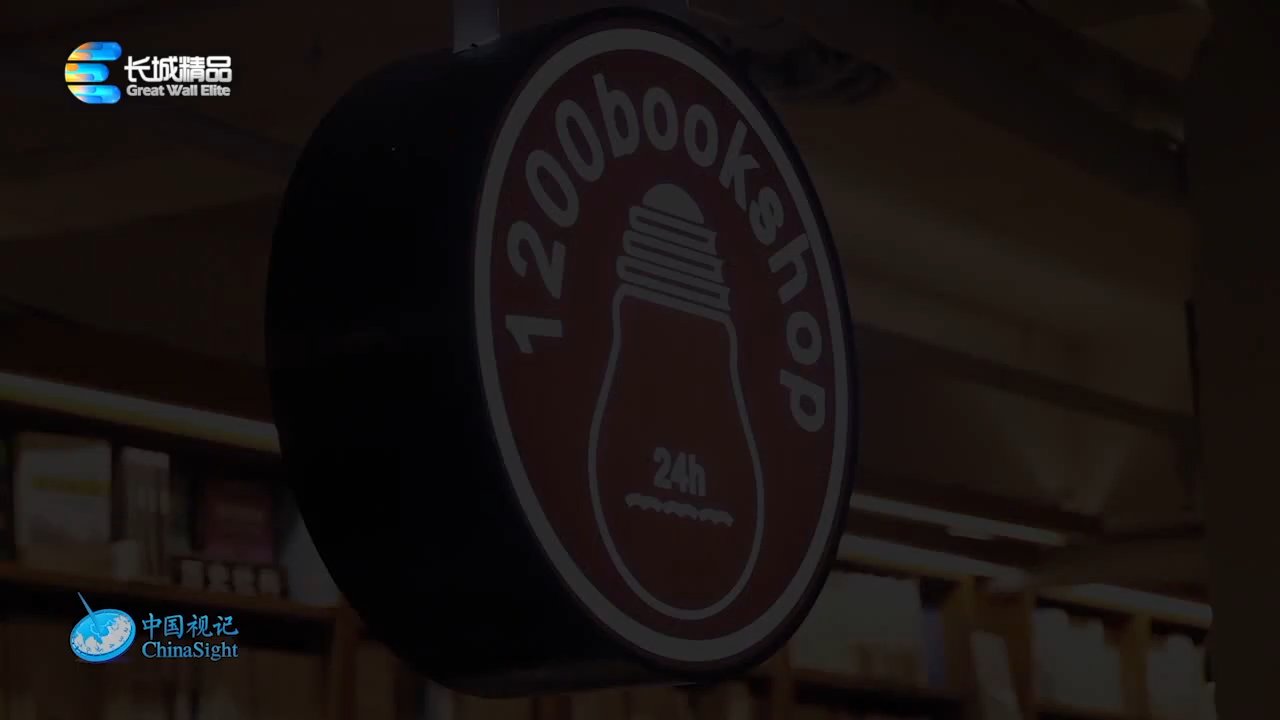 长城精品
Great Wall Elite
1200bookshop
24h
中国视记
ChinaSight